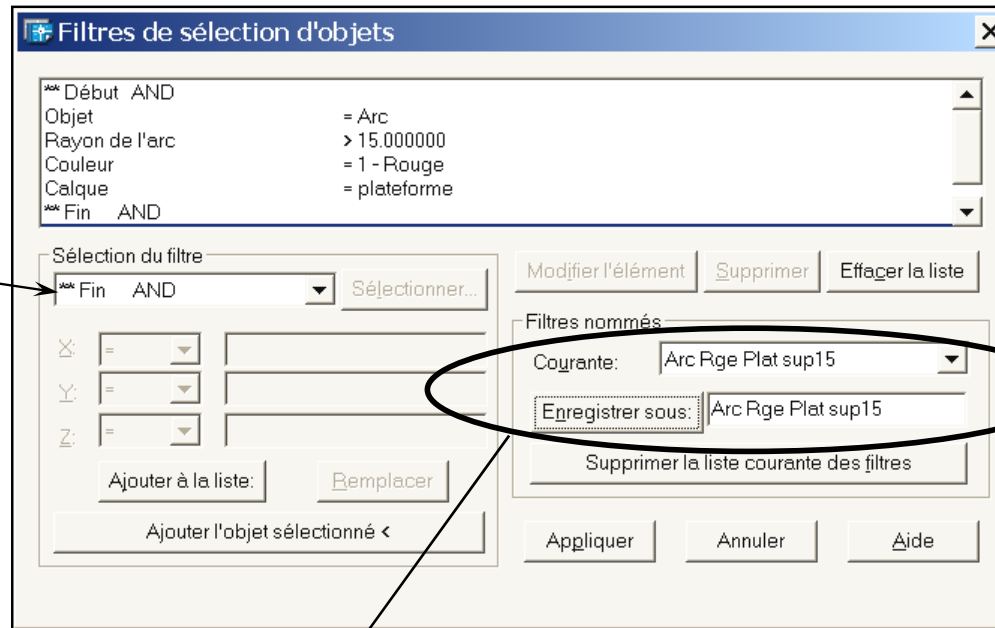 Filtres de sélection d'objets
** Début AND
Objet = Arc
Rayon de l'arc > 15.000000
Couleur = 1 - Rouge
Calque = plateforme
** Fin AND
Sélection du filtre
** Fin AND
Sélectionner...
X: =
Y: =
Z: =
Ajouter à la liste:
Remplacer
Ajouter l'objet sélectionné <
Modifier l'élément
Supprimer
Effacer la liste
Filtres nommés
Courante: Arc Rge Plat sup15
Enregistrer sous: Arc Rge Plat sup15
Supprimer la liste courante des filtres
Appliquer
Annuler
Aide